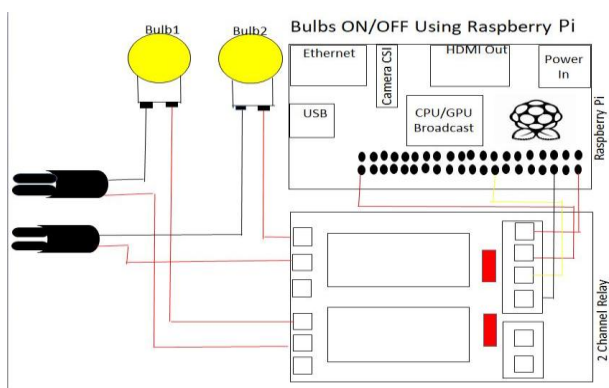 Bulbs ON/OFF Using Raspberry Pi
Bulb1
Bulb2
Ethernet
Camera CSI
HDMI Out
Power
In
USB
CPU/GPU
Broadcast
Raspberry Pi
2 Channel Relay